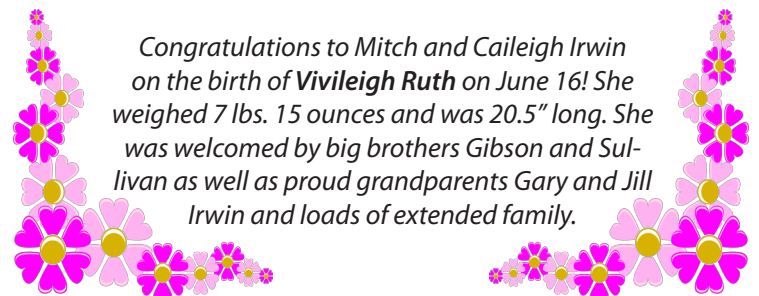 Congratulations to Mitch and Caileigh Irwin
on the birth of Vivileigh Ruth on June 16! She
weighed 7 lbs. 15 ounces and was 20.5” long. She
was welcomed by big brothers Gibson and Sul-
livan as well as proud grandparents Gary and Jill
Irwin and loads of extended family.